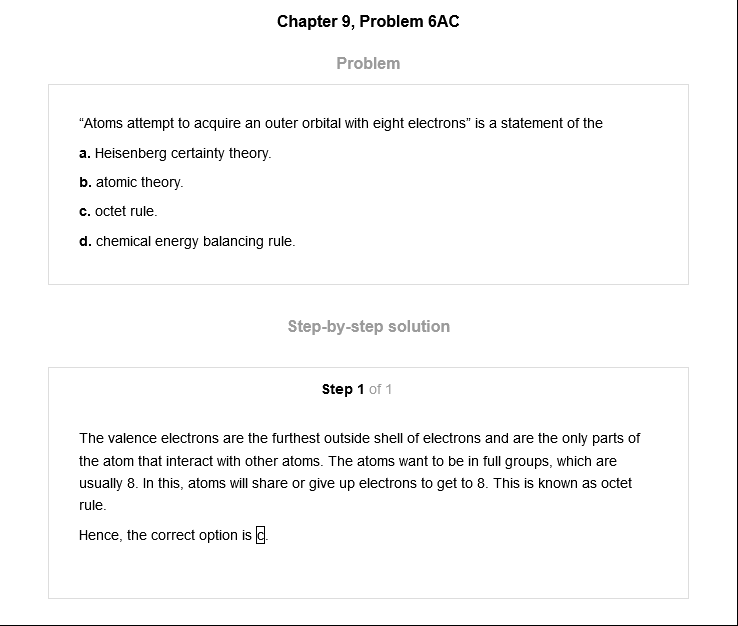 Chapter 9, Problem 6AC
Problem
“Atoms attempt to acquire an outer orbital with eight electrons” is a statement of the
a. Heisenberg certainty theory.
b. atomic theory.
c. octet rule.
d. chemical energy balancing rule.
Step-by-step solution
Step 1 of 1
The valence electrons are the furthest outside shell of electrons and are the only parts of
the atom that interact with other atoms. The atoms want to be in full groups, which are
usually 8. In this, atoms will share or give up electrons to get to 8. This is known as octet
rule.
Hence, the correct option is c.